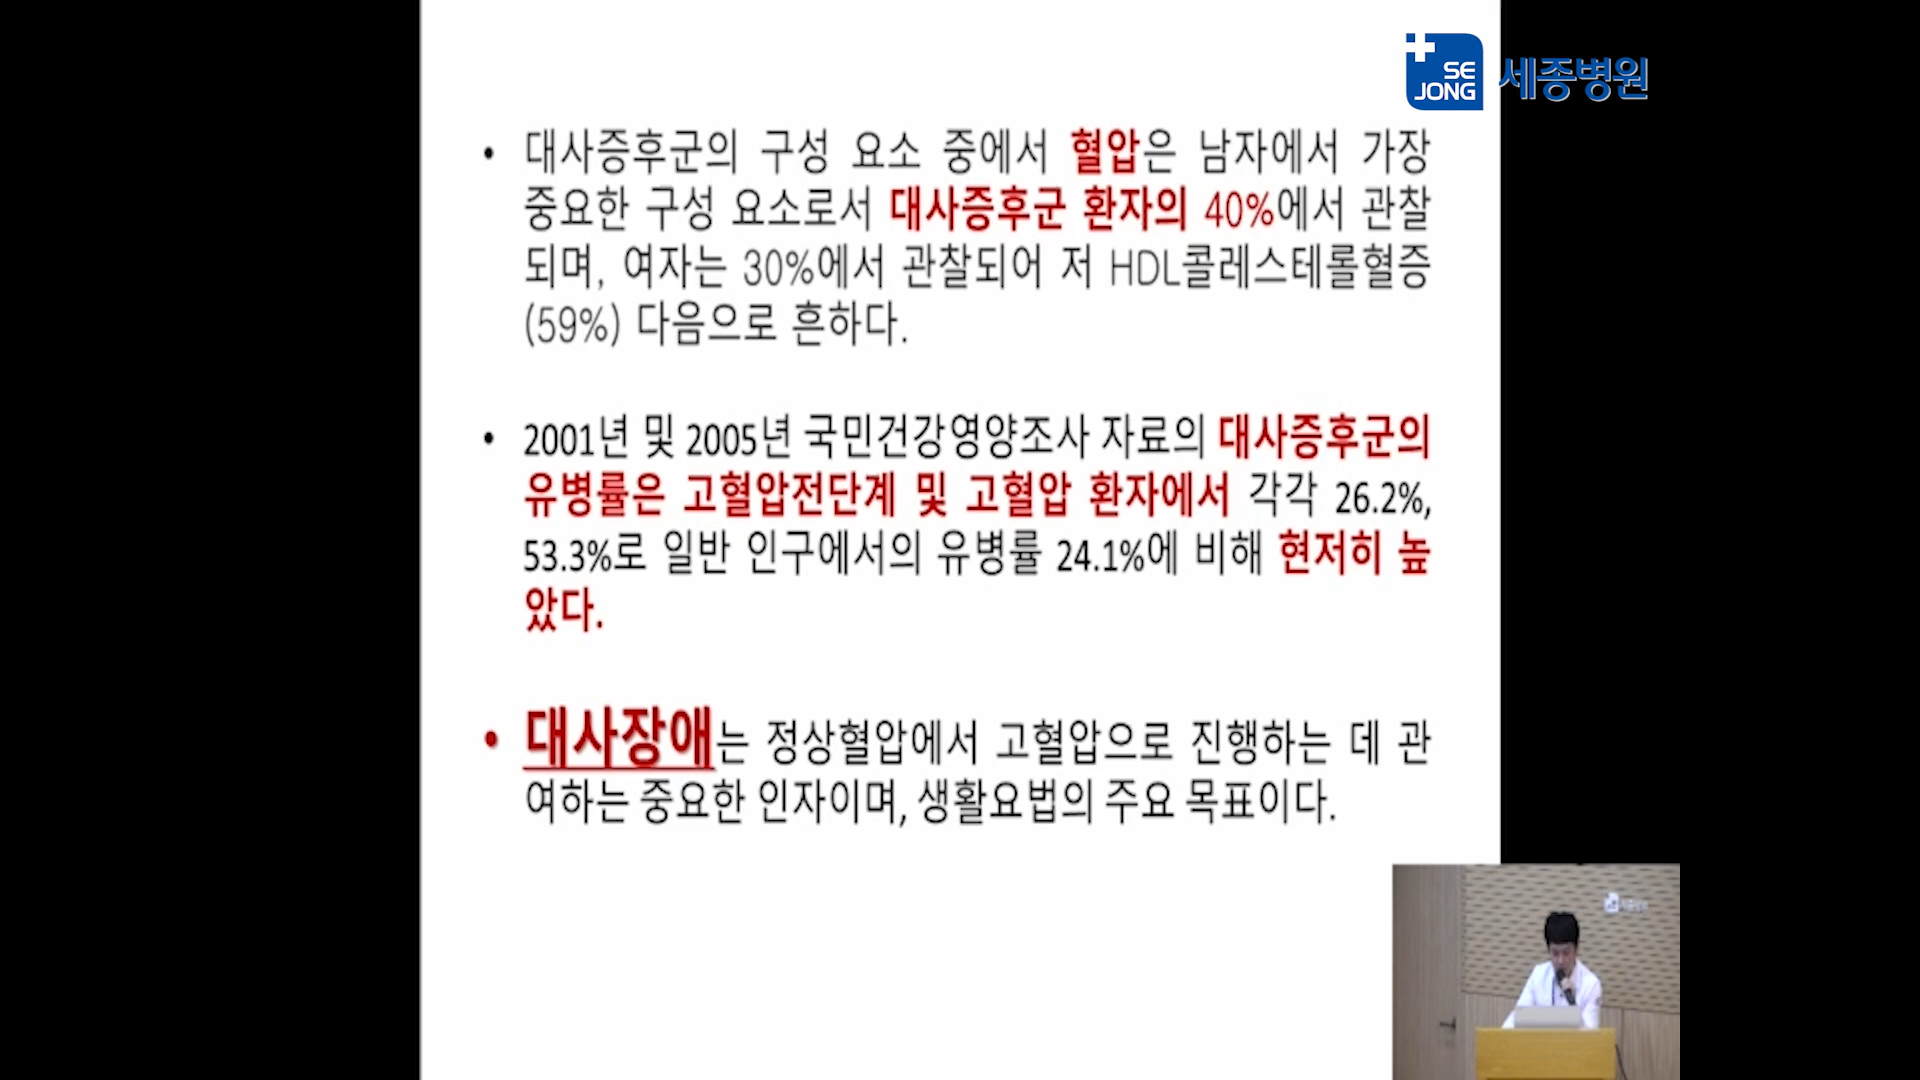 SE
JONG
세종병원
• 대사증후군의 구성 요소 중에서 혈압은 남자에서 가장
중요한 구성 요소로서 대사증후군 환자의 40%에서 관찰
되며, 여자는 30%에서 관찰되어 저 HDL콜레스테롤혈증
(59%) 다음으로 흔하다.
• 2001년 및 2005년 국민건강영양조사 자료의 대사증후군의
유병률은 고혈압전단계 및 고혈압 환자에서 각각 26.2%,
53.3%로 일반 인구에서의 유병률 24.1%에 비해 현저히 높
았다.
• 대사장애는 정상혈압에서 고혈압으로 진행하는 데 관
여하는 중요한 인자이며, 생활요법의 주요 목표이다.